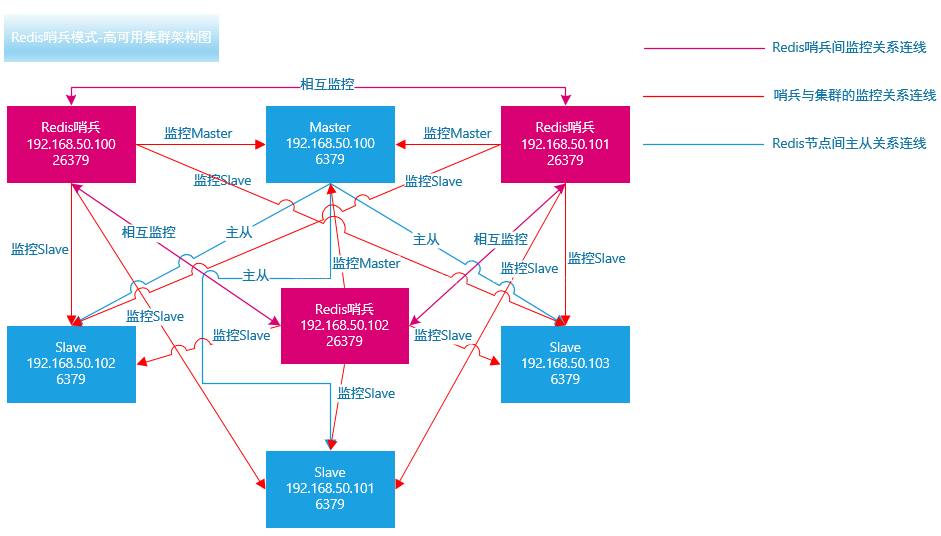 Redis哨兵模式-高可用集群架构图
Redis哨兵间监控关系连线
哨兵与集群的监控关系连线
Redis节点间主从关系连线
相互监控
Redis哨兵
192.168.50.100
26379
监控Master
Master
192.168.50.100
6379
监控Master
Redis哨兵
192.168.50.101
26379
监控Slave
监控Slave
相互监控
主从
主从
相互监控
监控Slave
监控Slave
主从
监控Master
监控Slave
监控Slave
Redis哨兵
192.168.50.102
26379
监控Slave
监控Slave
Slave
192.168.50.102
6379
Slave
192.168.50.103
6379
监控Slave
Slave
192.168.50.101
6379